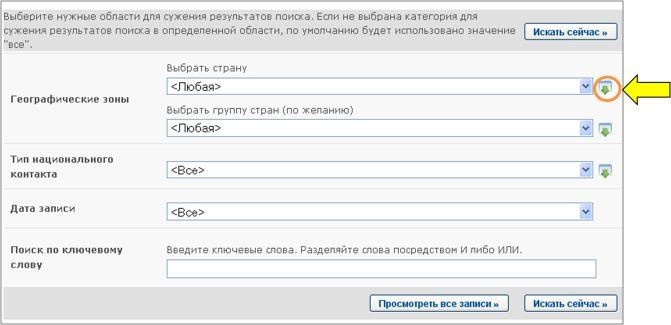 Выберите нужные области для сужения результатов поиска. Если не выбрана категория для
сужения результатов поиска в определенной области, по умолчанию будет использовано значение
"все".
Искать сейчас »
Географические зоны
Выбрать страну
<Любая>
Выбрать группу стран (по желанию)
<Любая>
Тип национального
контакта
<Все>
Дата записи
<Все>
Поиск по ключевому
слову
Введите ключевые слова. Разделяйте слова посредством И либо ИЛИ.
Просмотреть все записи »
Искать сейчас »